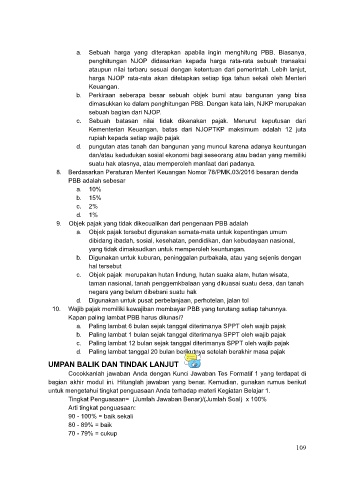 a. Sebuah harga yang diterapkan apabila ingin menghitung PBB. Biasanya,
penghitungan NJOP didasarkan kepada harga rata-rata sebuah transaksi
ataupun nilai terbaru sesuai dengan ketentuan dari pemerintah. Lebih lanjut,
harga NJOP rata-rata akan ditetapkan setiap tiga tahun sekali oleh Menteri
Keuangan.
b. Perkiraan seberapa besar sebuah objek bumi atau bangunan yang bisa
dimasukkan ke dalam penghitungan PBB. Dengan kata lain, NJKP merupakan
sebuah bagian dari NJOP.
c. Sebuah batasan nilai tidak dikenakan pajak. Menurut keputusan dari
Kementerian Keuangan, batas dari NJOPTKP maksimum adalah 12 juta
rupiah kepada setiap wajib pajak
d. pungutan atas tanah dan bangunan yang muncul karena adanya keuntungan
dan/atau kedudukan sosial ekonomi bagi seseorang atau badan yang memiliki
suatu hak atasnya, atau memperoleh manfaat dari padanya.
8. Berdasarkan Peraturan Menteri Keuangan Nomor 78/PMK.03/2016 besaran denda
PBB adalah sebesar
a. 10%
b. 15%
c. 2%
d. 1%
9. Objek pajak yang tidak dikecualikan dari pengenaan PBB adalah
a. Objek pajak tersebut digunakan semata-mata untuk kepentingan umum
dibidang ibadah, sosial, kesehatan, pendidikan, dan kebudayaan nasional,
yang tidak dimaksudkan untuk memperoleh keuntungan.
b. Digunakan untuk kuburan, peninggalan purbakala, atau yang sejenis dengan
hal tersebut
c. Objek pajak merupakan hutan lindung, hutan suaka alam, hutan wisata,
taman nasional, tanah penggembalaan yang dikuasai suatu desa, dan tanah
negara yang belum dibebani suatu hak
d. Digunakan untuk pusat perbelanjaan, perhotelan, jalan tol
10. Wajib pajak memiliki kewajiban membayar PBB yang terutang setiap tahunnya.
Kapan paling lambat PBB harus dilunasi?
a. Paling lambat 6 bulan sejak tanggal diterimanya SPPT oleh wajib pajak
b. Paling lambat 1 bulan sejak tanggal diterimanya SPPT oleh wajib pajak
c. Paling lambat 12 bulan sejak tanggal diterimanya SPPT oleh wajib pajak
d. Paling lambat tanggal 20 bulan berikutnya setelah berakhir masa pajak
UMPAN BALIK DAN TINDAK LANJUT
Cocokkanlah jawaban Anda dengan Kunci Jawaban Tes Formatif 1 yang terdapat di
bagian akhir modul ini. Hitunglah jawaban yang benar. Kemudian, gunakan rumus berikut
untuk mengetahui tingkat penguasaan Anda terhadap materi Kegiatan Belajar 1.
Tingkat Penguasaan= (Jumlah Jawaban Benar)/(Jumlah Soal) x 100%
Arti tingkat penguasaan:
90 - 100% = baik sekali
80 - 89% = baik
70 - 79% = cukup
109